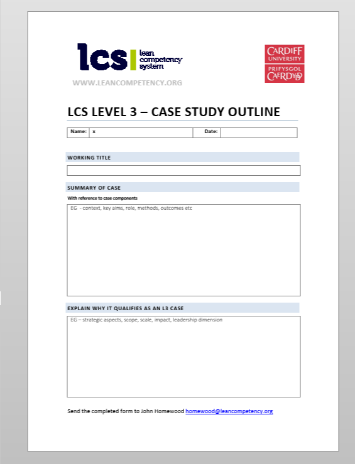 lcs lean
competency
system
CARDIFF
UNIVERSITY
PRIFYSGOL
CAERDYDD
WWW.LEANCOMPETENCY.ORG
LCS LEVEL 3 – CASE STUDY OUTLINE
Name: x Date:
WORKING TITLE
SUMMARY OF CASE
With reference to case components
EG - context, key aims, role, methods, outcomes etc
EXPLAIN WHY IT QUALIFIES AS AN L3 CASE
EG – strategic aspects, scope, scale, impact, leadership dimension
Send the completed form to John Homewood homewood@leancompetency.org